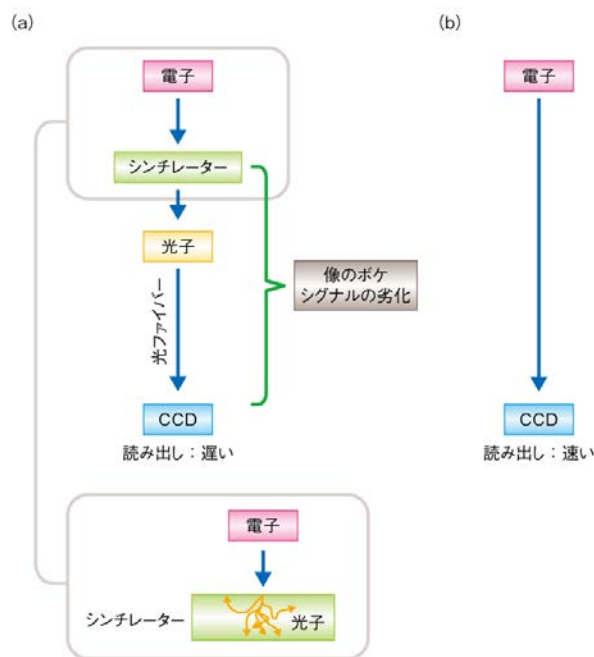 (a)
電子
シンチレーター
光子
光ファイバー
像のボケ
シグナルの劣化
CCD
読み出し：遅い
電子
シンチレーター
光子
(b)
電子
CCD
読み出し：速い